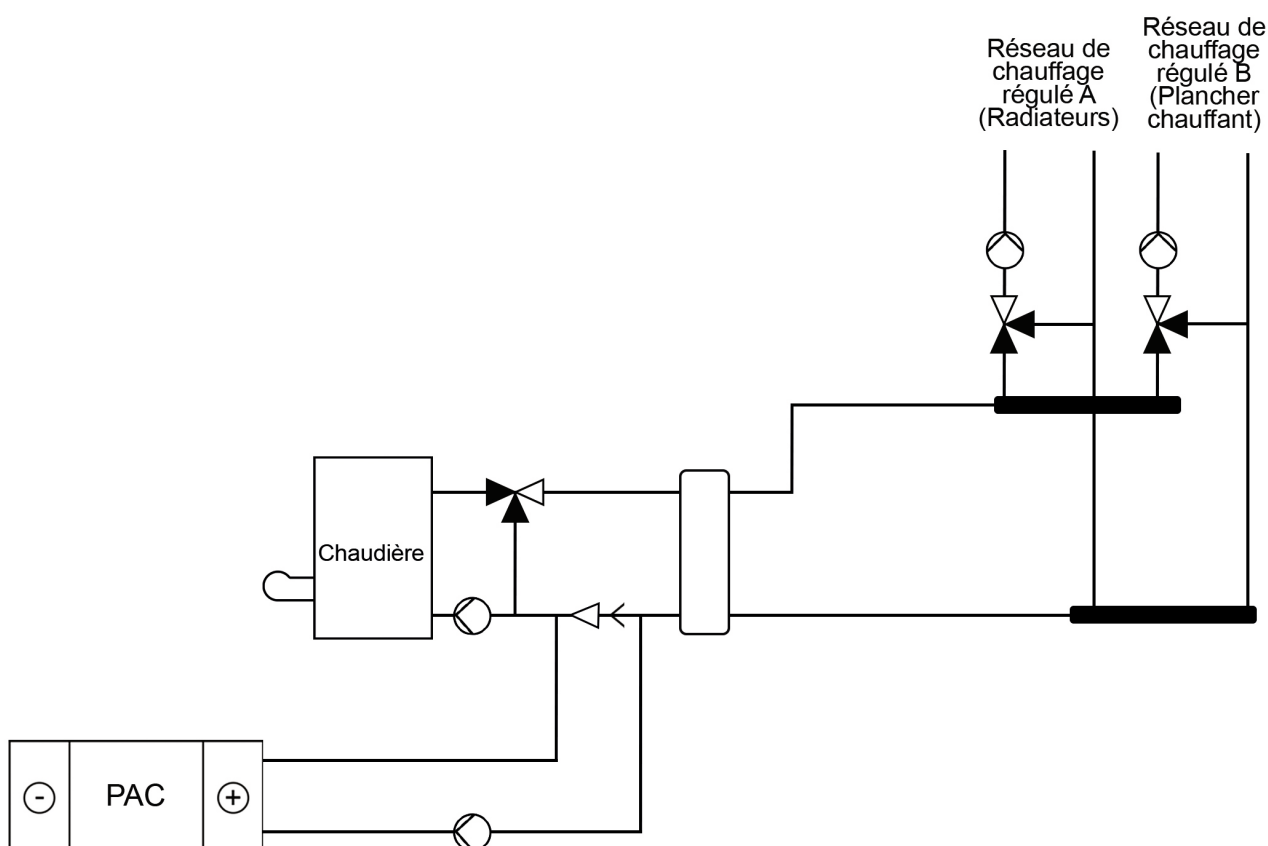 Réseau de
chauffage
régulé A
(Radiateurs)
Réseau de
chauffage
régulé B
(Plancher
chauffant)
Chaudière
-
PAC
+